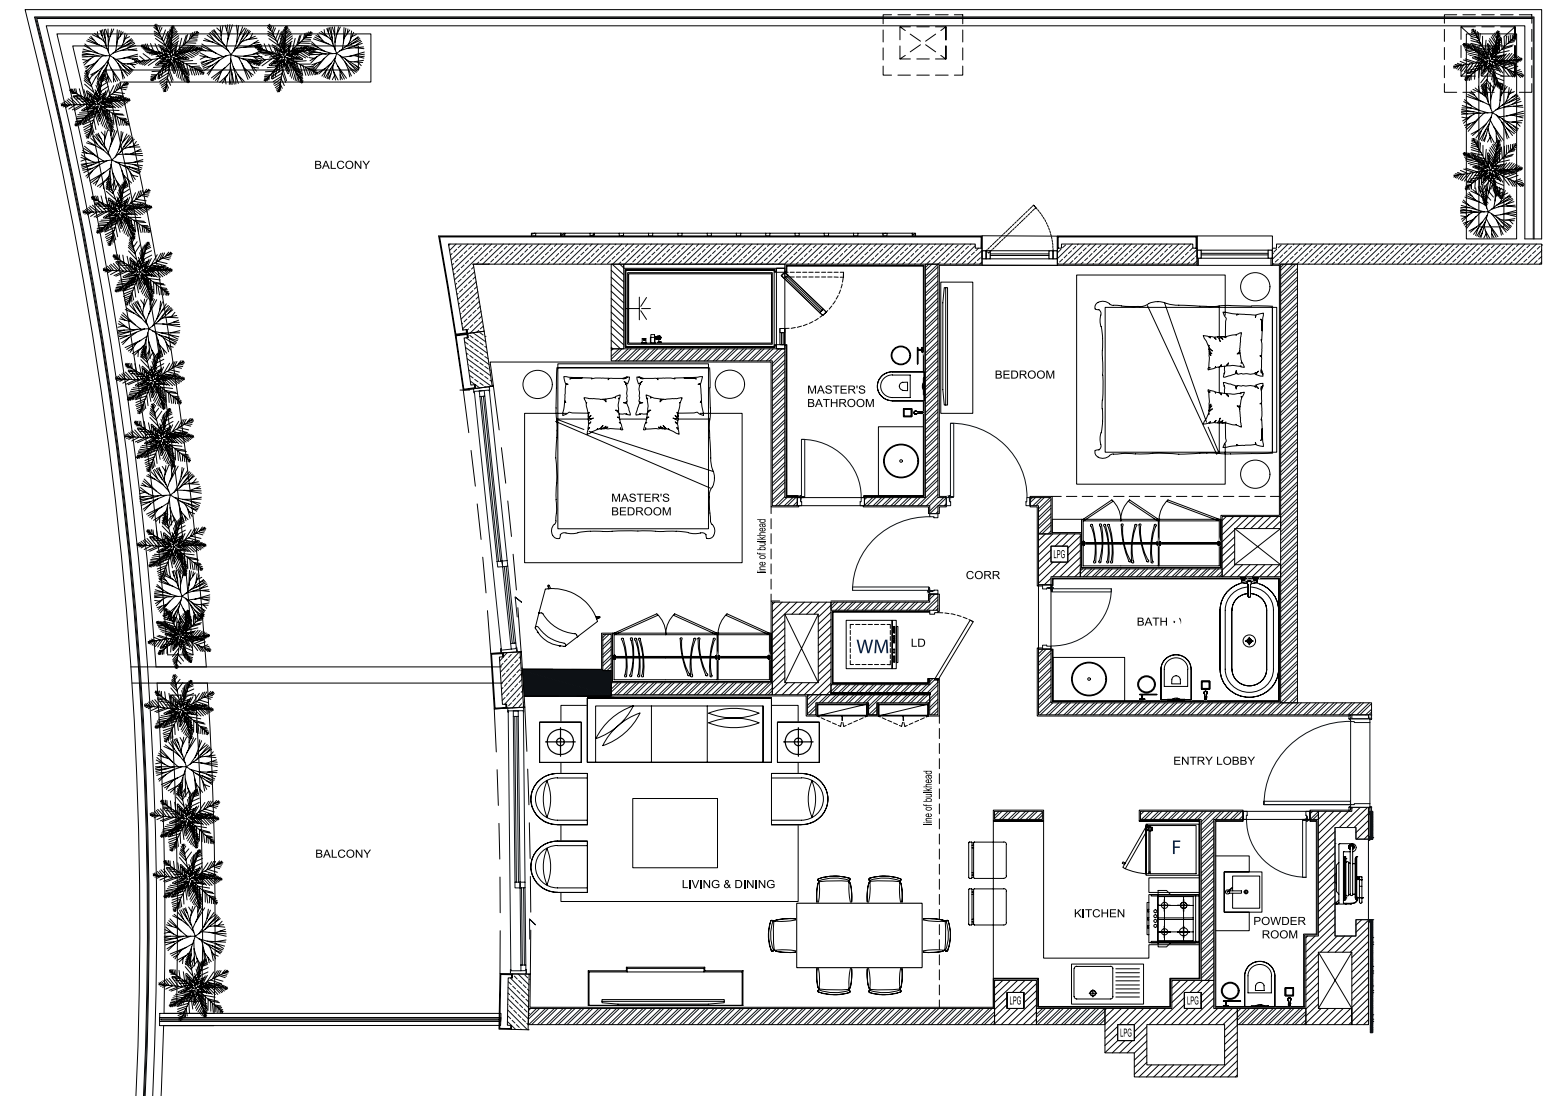 BALCONY
BEDROOM
MASTER'S
BATHROOM
MASTER'S
BEDROOM
line of bulkhead
LPG
CORR
BATH
WM
LD
ENTRY LOBBY
line of bulkhead
F
BALCONY
LIVING & DINING
KITCHEN
POWDER
ROOM
LPG
LPG
LPG